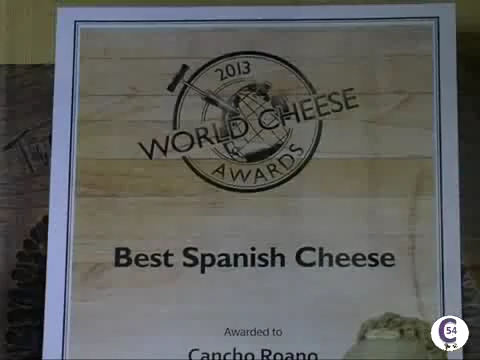 2013
WORLD CHEESE
AWARDS
Best Spanish Cheese
Awarded to
Cancho Roano
C 54